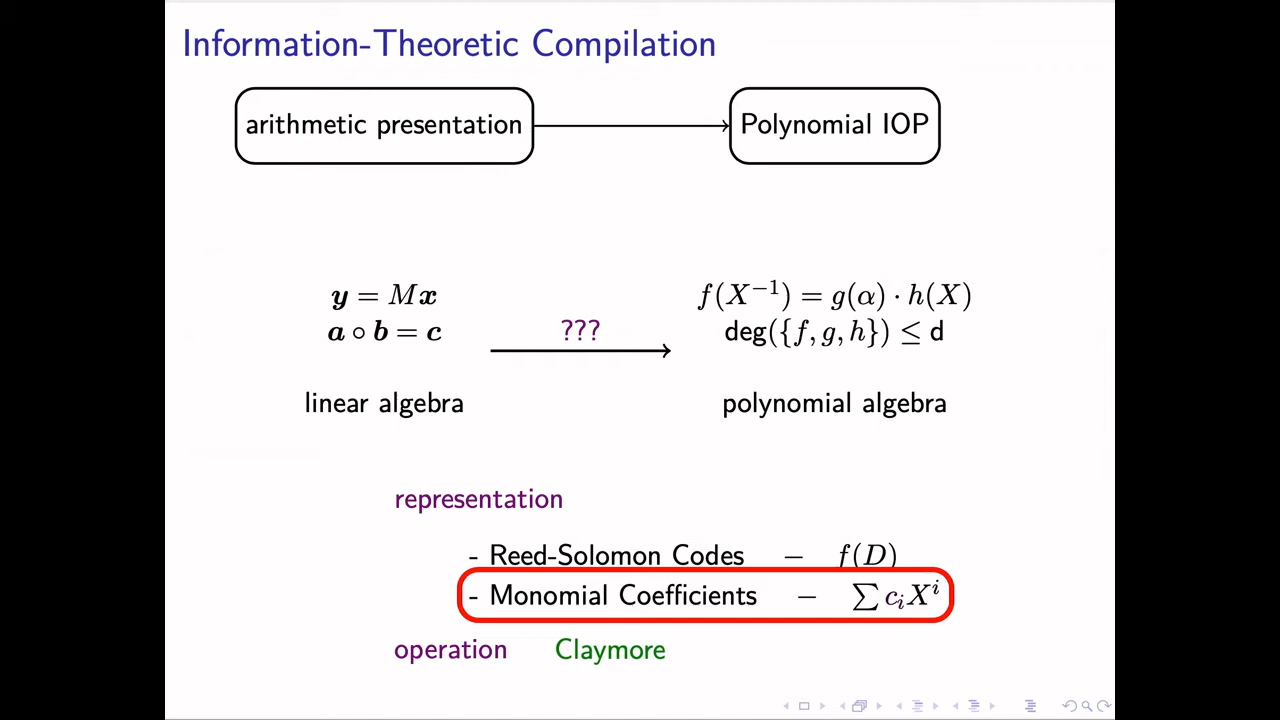 Information-Theoretic Compilation
arithmetic presentation
Polynomial IOP
y = Mx
a ∘ b = c
???
f(X⁻¹) = g(α) · h(X)
deg({f, g, h}) ≤ d
linear algebra
polynomial algebra
representation
- Reed-Solomon Codes – f(D)
- Monomial Coefficients – ∑ cᵢXⁱ
operation Claymore